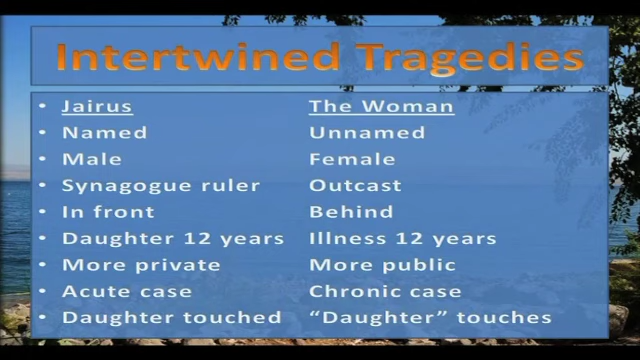 Intertwined Tragedies
• Jairus The Woman
• Named Unnamed
• Male Female
• Synagogue ruler Outcast
• In front Behind
• Daughter 12 years Illness 12 years
• More private More public
• Acute case Chronic case
• Daughter touched “Daughter” touches